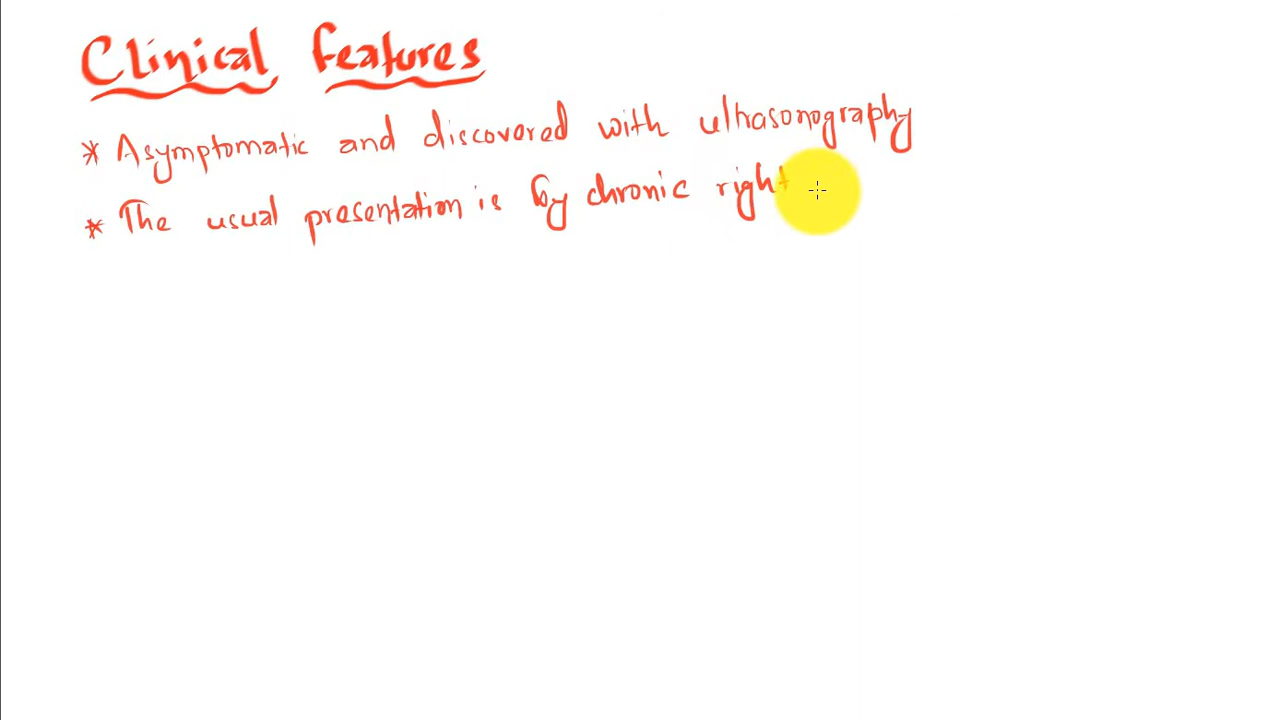 Clinical features
* Asymptomatic and discovered with ultrasonography
* The usual presentation is by chronic right